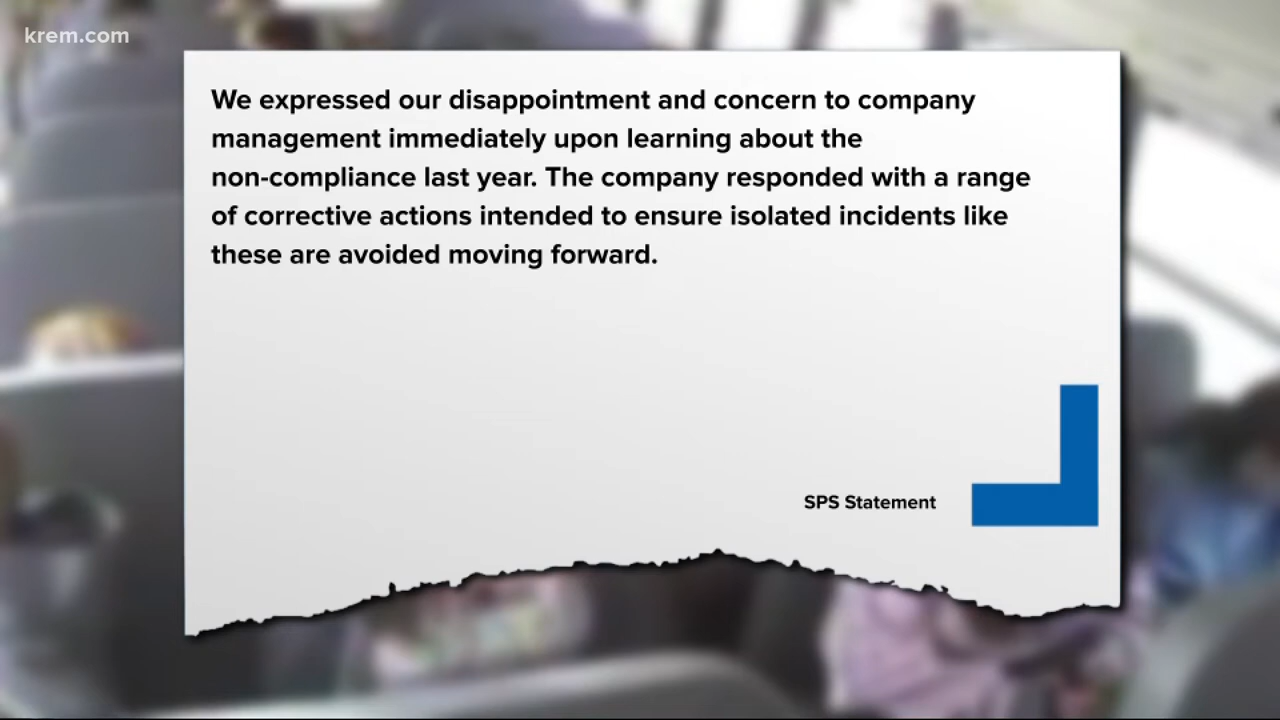 krem.com
We expressed our disappointment and concern to company
management immediately upon learning about the
non-compliance last year. The company responded with a range
of corrective actions intended to ensure isolated incidents like
these are avoided moving forward.
SPS Statement